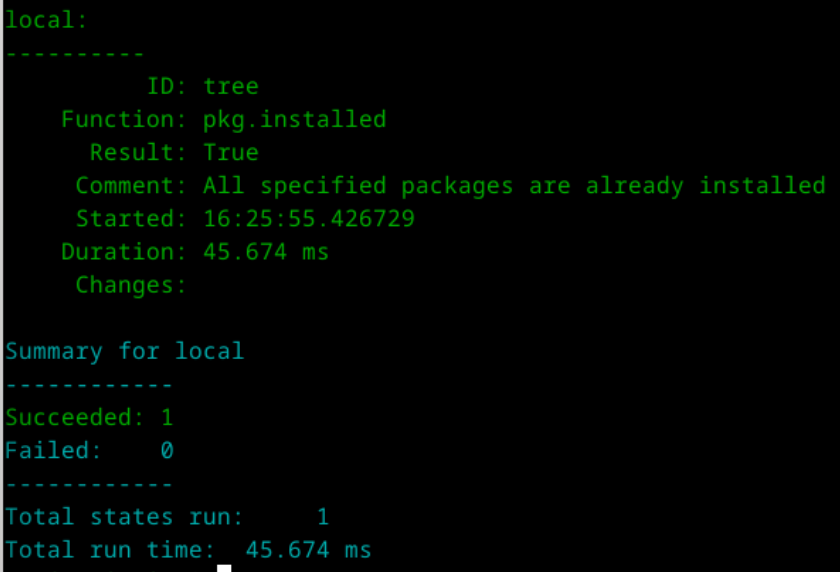 local:
----------
          ID: tree
    Function: pkg.installed
      Result: True
     Comment: All specified packages are already installed
     Started: 16:25:55.426729
    Duration: 45.674 ms
     Changes:

Summary for local
------------
Succeeded: 1
Failed:    0
------------
Total states run:     1
Total run time:  45.674 ms